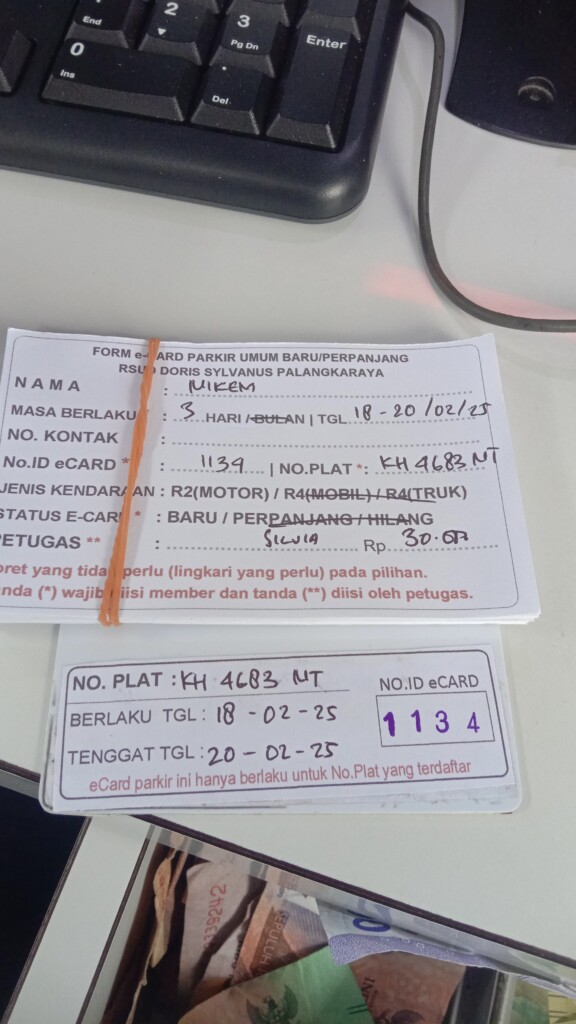 End
2
3
Pg Dn
Enter
0
Ins
.
Del
FORM e-CARD PARKIR UMUM BARU/PERPANJANG
RSUD DORIS SYLVANUS PALANGKARAYA
NAMA : NIKEM
MASA BERLAKU * : 3 HARI / BULAN | TGL 18 - 20 /02/25
NO. KONTAK :
No.ID eCARD * : 1134 | NO.PLAT *: KH 4683 NT
JENIS KENDARAAN : R2(MOTOR) / R4(MOBIL) / R4(TRUK)
STATUS E-CARD * : BARU / PERPANJANG / HILANG
PETUGAS ** : SILVIA Rp 30.000
oret yang tidak perlu (lingkari yang perlu) pada pilihan.
nda (*) wajib diisi member dan tanda (**) diisi oleh petugas.
NO. PLAT : KH 4683 NT
NO.ID eCARD
BERLAKU TGL : 18 - 02 - 25
1134
TENGGAT TGL : 20 - 02 - 25
eCard parkir ini hanya berlaku untuk No.Plat yang terdaftar